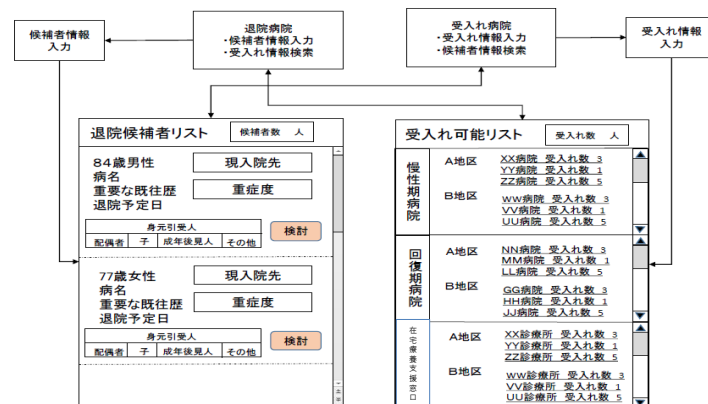 候補者情報
入力
退院病院
・候補者情報入力
・受入れ情報検索
受入れ病院
・受入れ情報入力
・候補者情報検索
受入れ情報
入力
退院候補者リスト
候補者数 人
84歳男性
病名
重要な既往歴
退院予定日
現入院先
重症度
身元引受人
配偶者 子 成年後見人 その他
検討
77歳女性
病名
重要な既往歴
退院予定日
現入院先
重症度
身元引受人
配偶者 子 成年後見人 その他
検討
受入れ可能リスト
受入れ数 人
慢性期病院
A地区
XX病院 受入れ数 3
YY病院 受入れ数 1
ZZ病院 受入れ数 5
B地区
WW病院 受入れ数 3
VV病院 受入れ数 1
UU病院 受入れ数 5
回復期病院
A地区
NN病院 受入れ数 3
MM病院 受入れ数 1
LL病院 受入れ数 5
B地区
GG病院 受入れ数 3
HH病院 受入れ数 1
JJ病院 受入れ数 5
在宅療養支援窓口
A地区
XX診療所 受入れ数 3
YY診療所 受入れ数 1
ZZ診療所 受入れ数 5
B地区
WW診療所 受入れ数 3
VV診療所 受入れ数 1
UU診療所 受入れ数 5